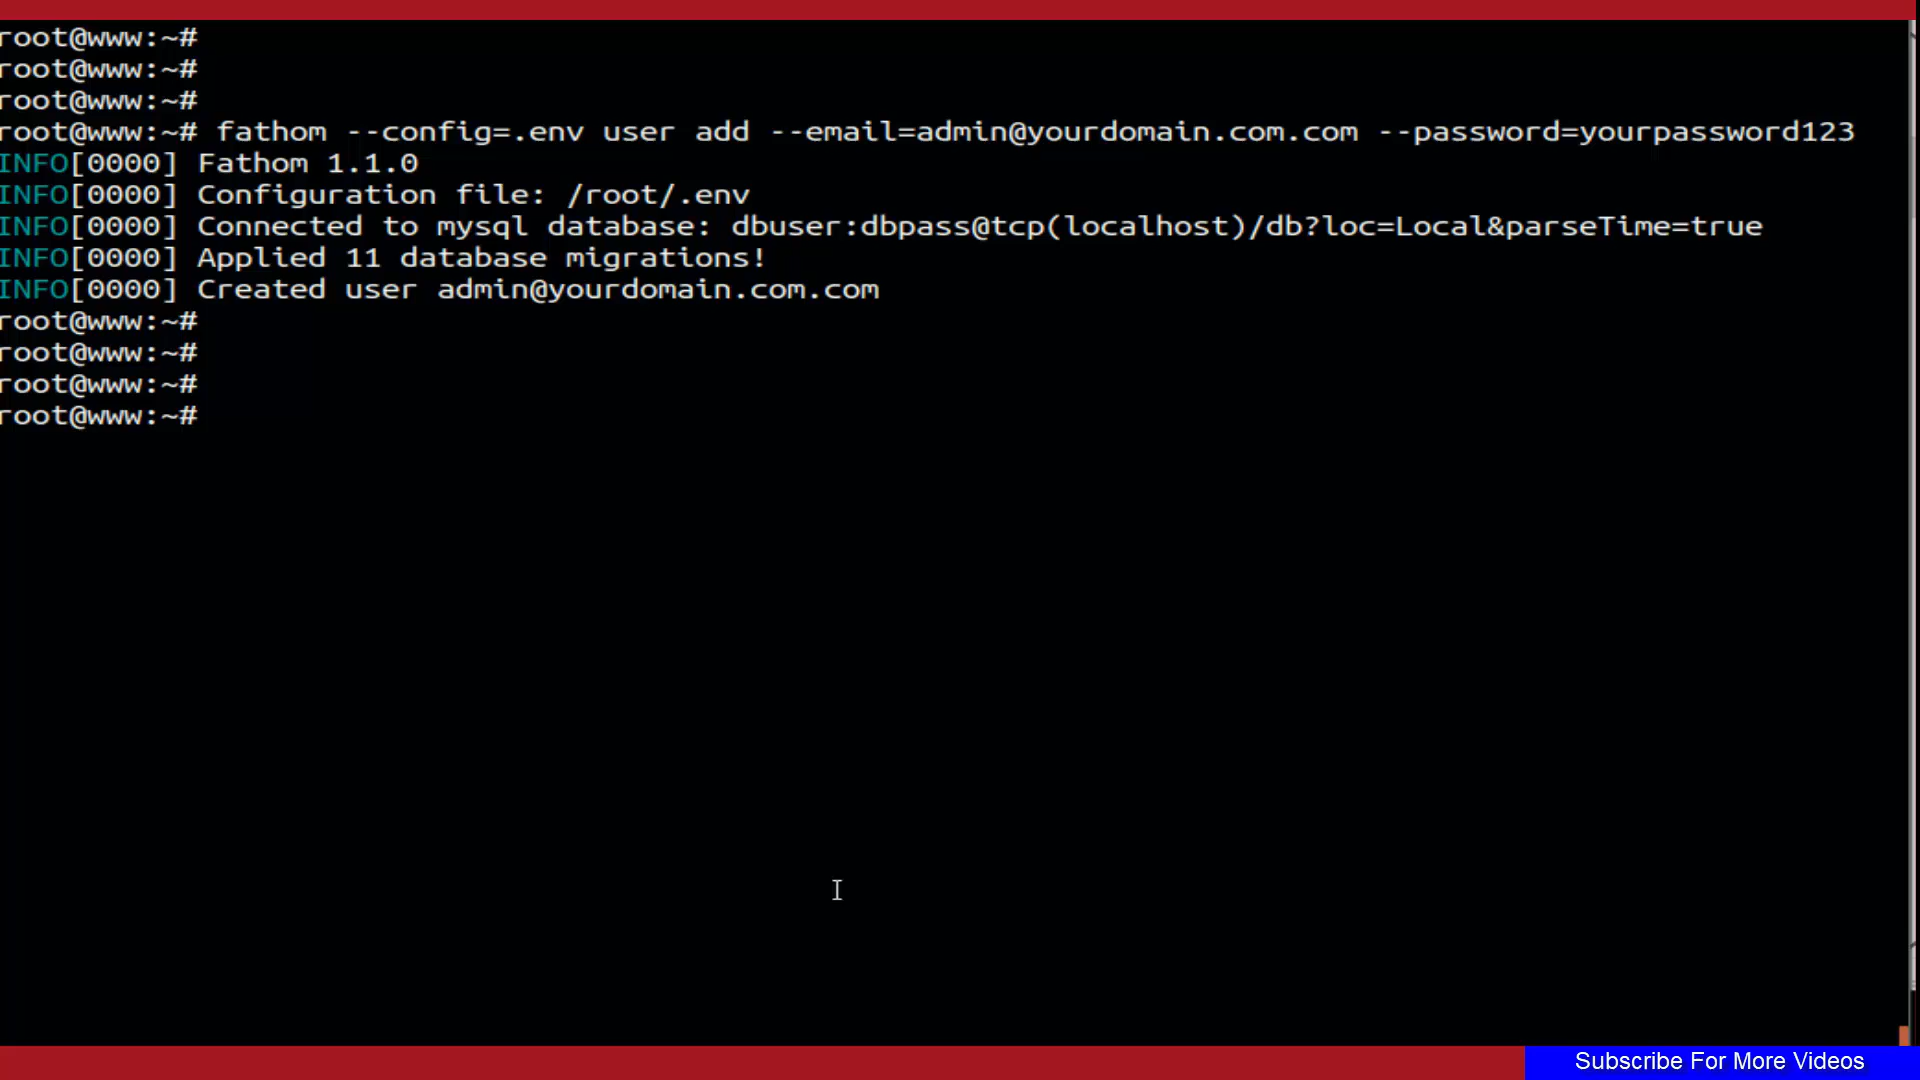 root@www:~#
root@www:~#
root@www:~#
root@www:~# fathom --config=.env user add --email=admin@yourdomain.com.com --password=yourpassword123
INFO[0000] Fathom 1.1.0
INFO[0000] Configuration file: /root/.env
INFO[0000] Connected to mysql database: dbuser:dbpass@tcp(localhost)/db?loc=Local&parseTime=true
INFO[0000] Applied 11 database migrations!
INFO[0000] Created user admin@yourdomain.com.com
root@www:~#
root@www:~#
root@www:~#
root@www:~#
Subscribe For More Videos